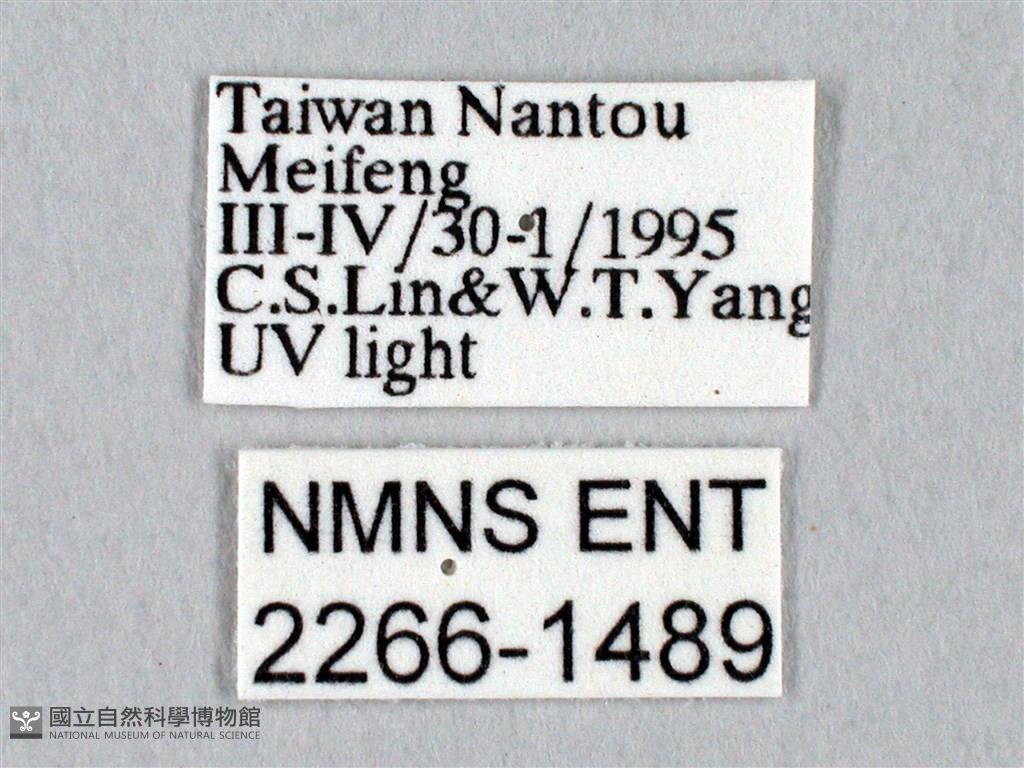 Taiwan Nantou
Meifeng
III-IV/30-1/1995
C.S.Lin&W.T.Yang
UV light
NMNS ENT
2266-1489
國立自然科學博物館
NATIONAL MUSEUM OF NATURAL SCIENCE